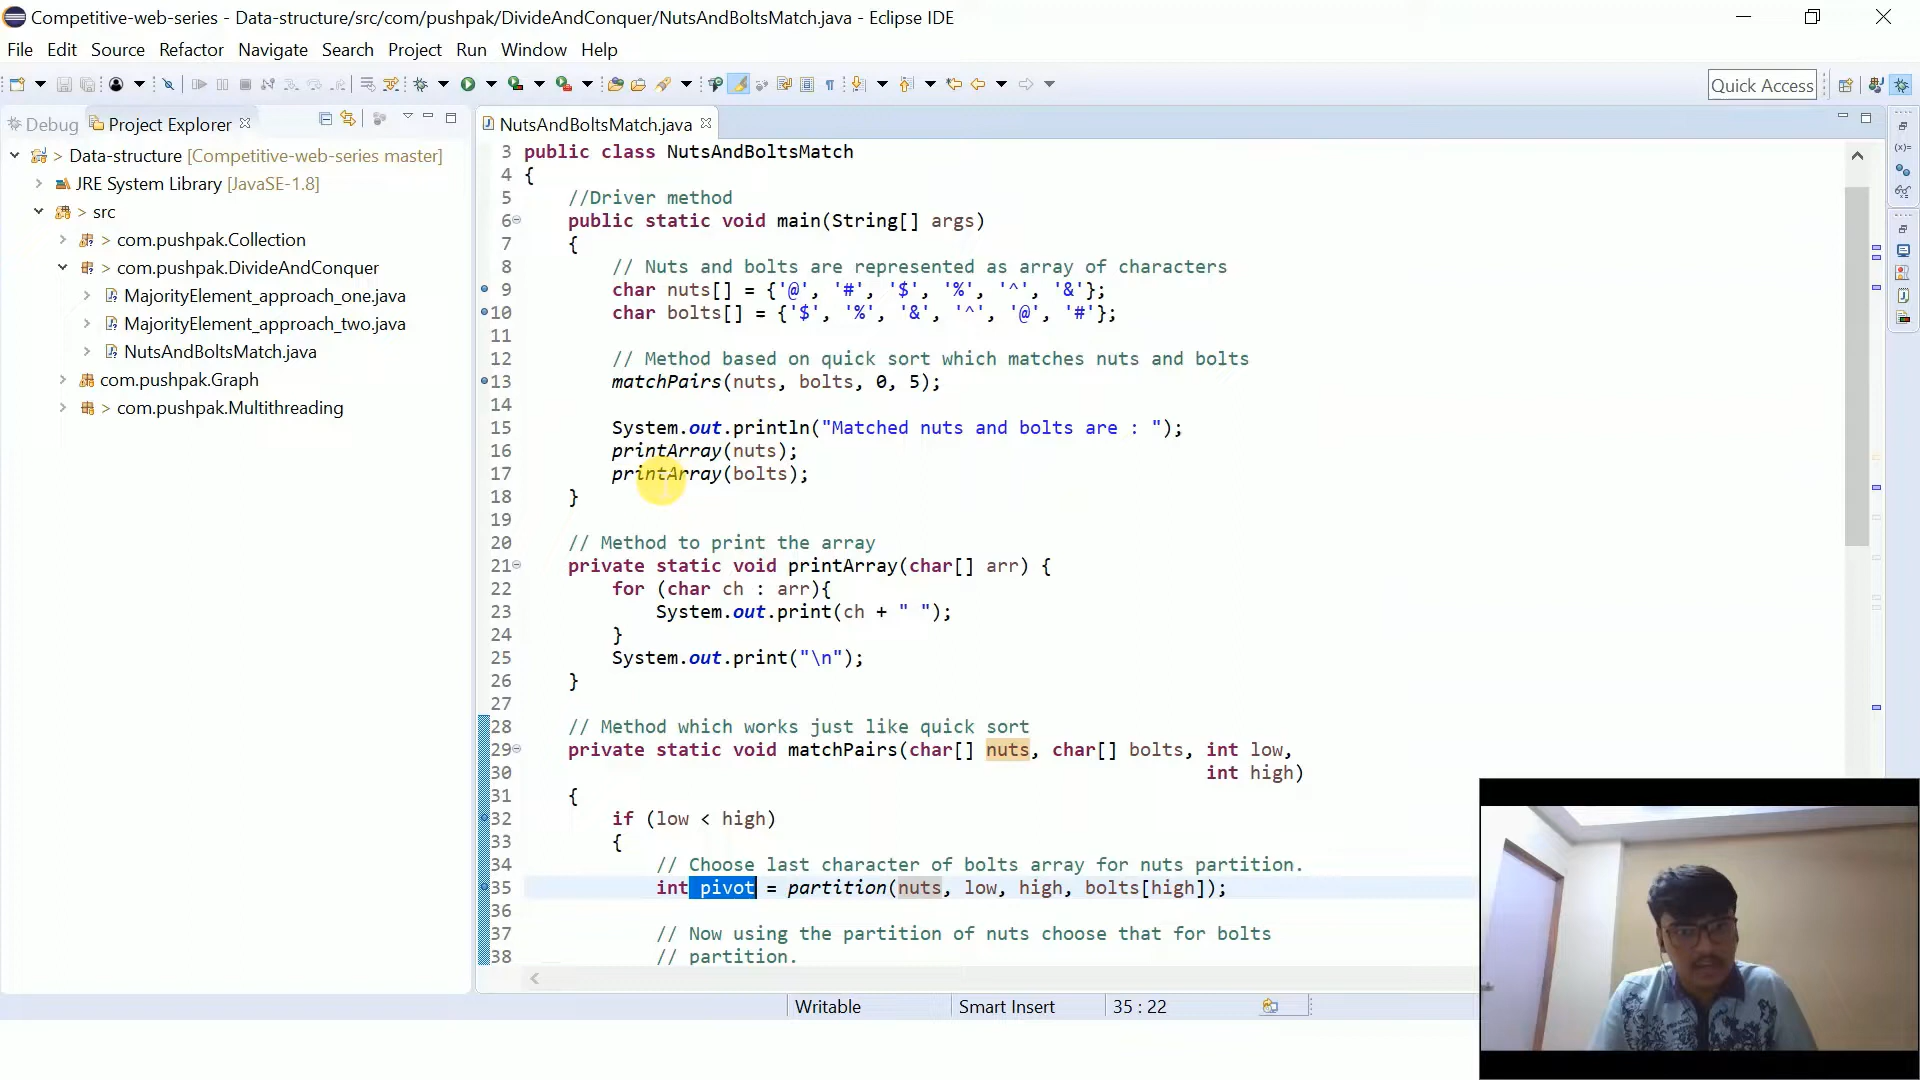 Competitive-web-series - Data-structure/src/com/pushpak/DivideAndConquer/NutsAndBoltsMatch.java - Eclipse IDE
File Edit Source Refactor Navigate Search Project Run Window Help
Quick Access
Debug Project Explorer
NutsAndBoltsMatch.java
> Data-structure [Competitive-web-series master]
JRE System Library [JavaSE-1.8]
> src
> com.pushpak.Collection
> com.pushpak.DivideAndConquer
MajorityElement_approach_one.java
MajorityElement_approach_two.java
NutsAndBoltsMatch.java
com.pushpak.Graph
> com.pushpak.Multithreading
3 public class NutsAndBoltsMatch
4 {
5 //Driver method
6 public static void main(String[] args)
7 {
8 // Nuts and bolts are represented as array of characters
9 char nuts[] = {'@', '#', '$', '%', '^', '&'};
10 char bolts[] = {'$', '%', '&', '^', '@', '#'};
11
12 // Method based on quick sort which matches nuts and bolts
13 matchPairs(nuts, bolts, 0, 5);
14
15 System.out.println("Matched nuts and bolts are : ");
16 printArray(nuts);
17 printArray(bolts);
18 }
19
20 // Method to print the array
21 private static void printArray(char[] arr) {
22 for (char ch : arr){
23 System.out.print(ch + " ");
24 }
25 System.out.print("\n");
26 }
27
28 // Method which works just like quick sort
29 private static void matchPairs(char[] nuts, char[] bolts, int low,
30 int high)
31 {
32 if (low < high)
33 {
34 // Choose last character of bolts array for nuts partition.
35 int pivot = partition(nuts, low, high, bolts[high]);
36
37 // Now using the partition of nuts choose that for bolts
38 // partition.
Writable Smart Insert 35 : 22